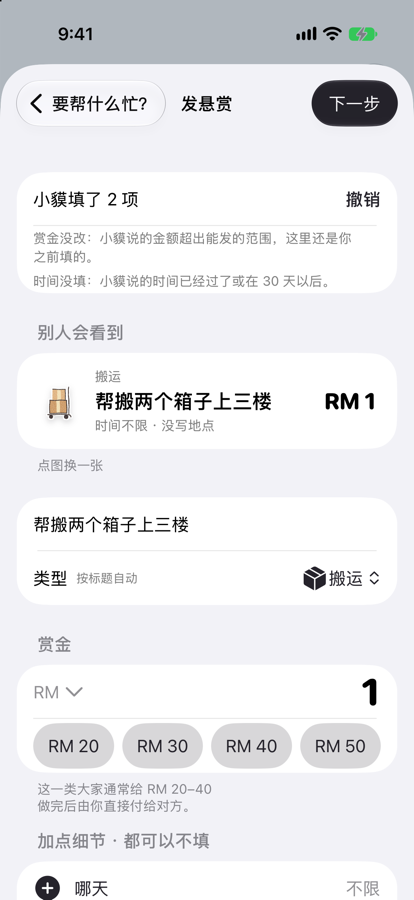 9:41
要帮什么忙?
发悬赏
下一步
小貘填了 2 项
撤销
赏金没改：小貘说的金额超出能发的范围，这里还是你
之前填的。
时间没填：小貘说的时间已经过了或在 30 天以后。
别人会看到
搬运
帮搬两个箱子上三楼
RM 1
时间不限 · 没写地点
点图换一张
帮搬两个箱子上三楼
类型 按标题自动
搬运
赏金
RM
1
RM 20
RM 30
RM 40
RM 50
这一类大家通常给 RM 20–40
做完后由你直接付给对方。
加点细节 · 都可以不填
哪天
不限